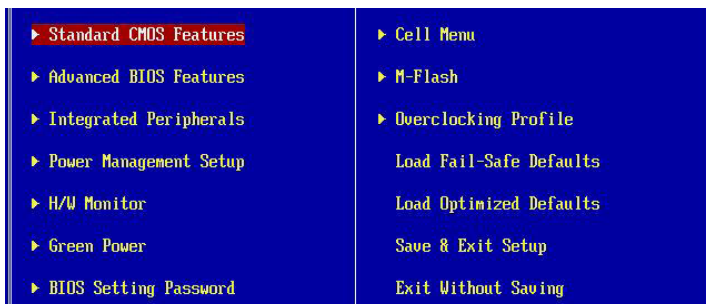 Standard CMOS Features
Advanced BIOS Features
Integrated Peripherals
Power Management Setup
H/W Monitor
Green Power
BIOS Setting Password
Cell Menu
M-Flash
Overclocking Profile
Load Fail-Safe Defaults
Load Optimized Defaults
Save & Exit Setup
Exit Without Saving